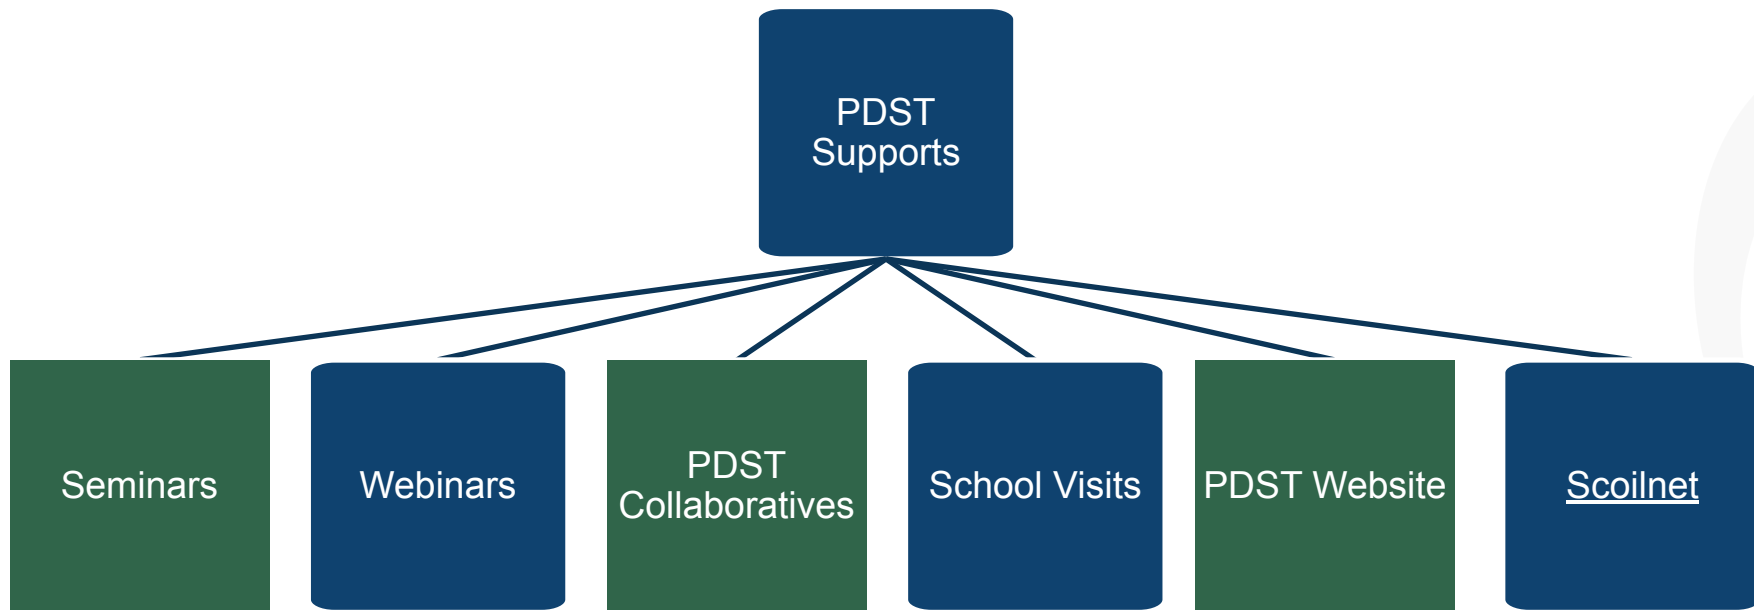 PDST
Supports
Seminars
Webinars
PDST
Collaboratives
School Visits
PDST Website
Scoilnet